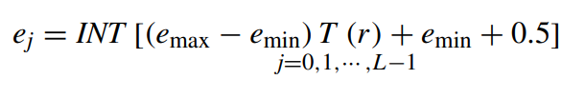 e_j = INT [(e_max − e_min) T (r) + e_min + 0.5]
j=0,1,⋯,L−1